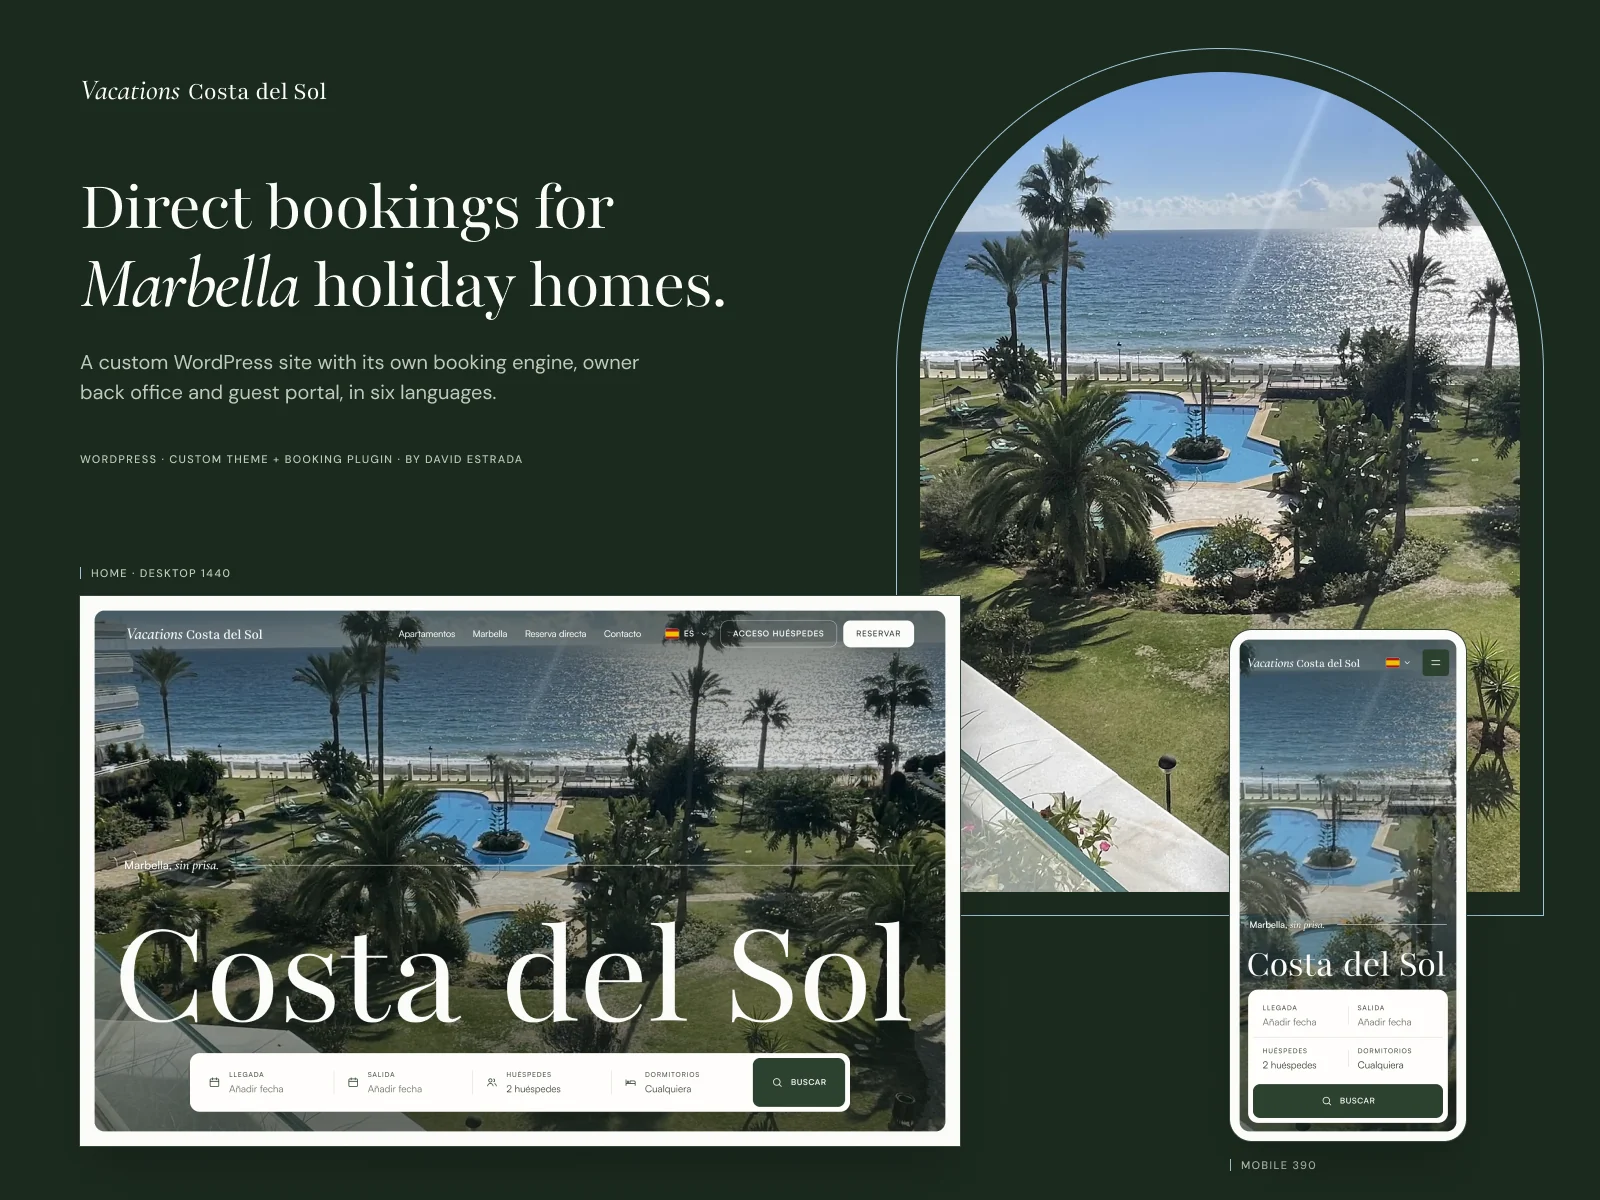 Vacations Costa del Sol
Direct bookings for
Marbella holiday homes.
A custom WordPress site with its own booking engine, owner
back office and guest portal, in six languages.
WORDPRESS · CUSTOM THEME + BOOKING PLUGIN · BY DAVID ESTRADA
HOME · DESKTOP 1440
Vacations Costa del Sol
Apartamentos Marbella Reserva directa Contacto ES ACCESO HUÉSPEDES RESERVAR
Marbella, sin prisa.
Costa del Sol
LLEGADA SALIDA HUÉSPEDES DORMITORIOS
Añadir fecha Añadir fecha 2 huéspedes Cualquiera
BUSCAR
Vacations Costa del Sol
Marbella, sin prisa.
Costa del Sol
LLEGADA SALIDA
Añadir fecha Añadir fecha
HUÉSPEDES DORMITORIOS
2 huéspedes Cualquiera
BUSCAR
MOBILE 390